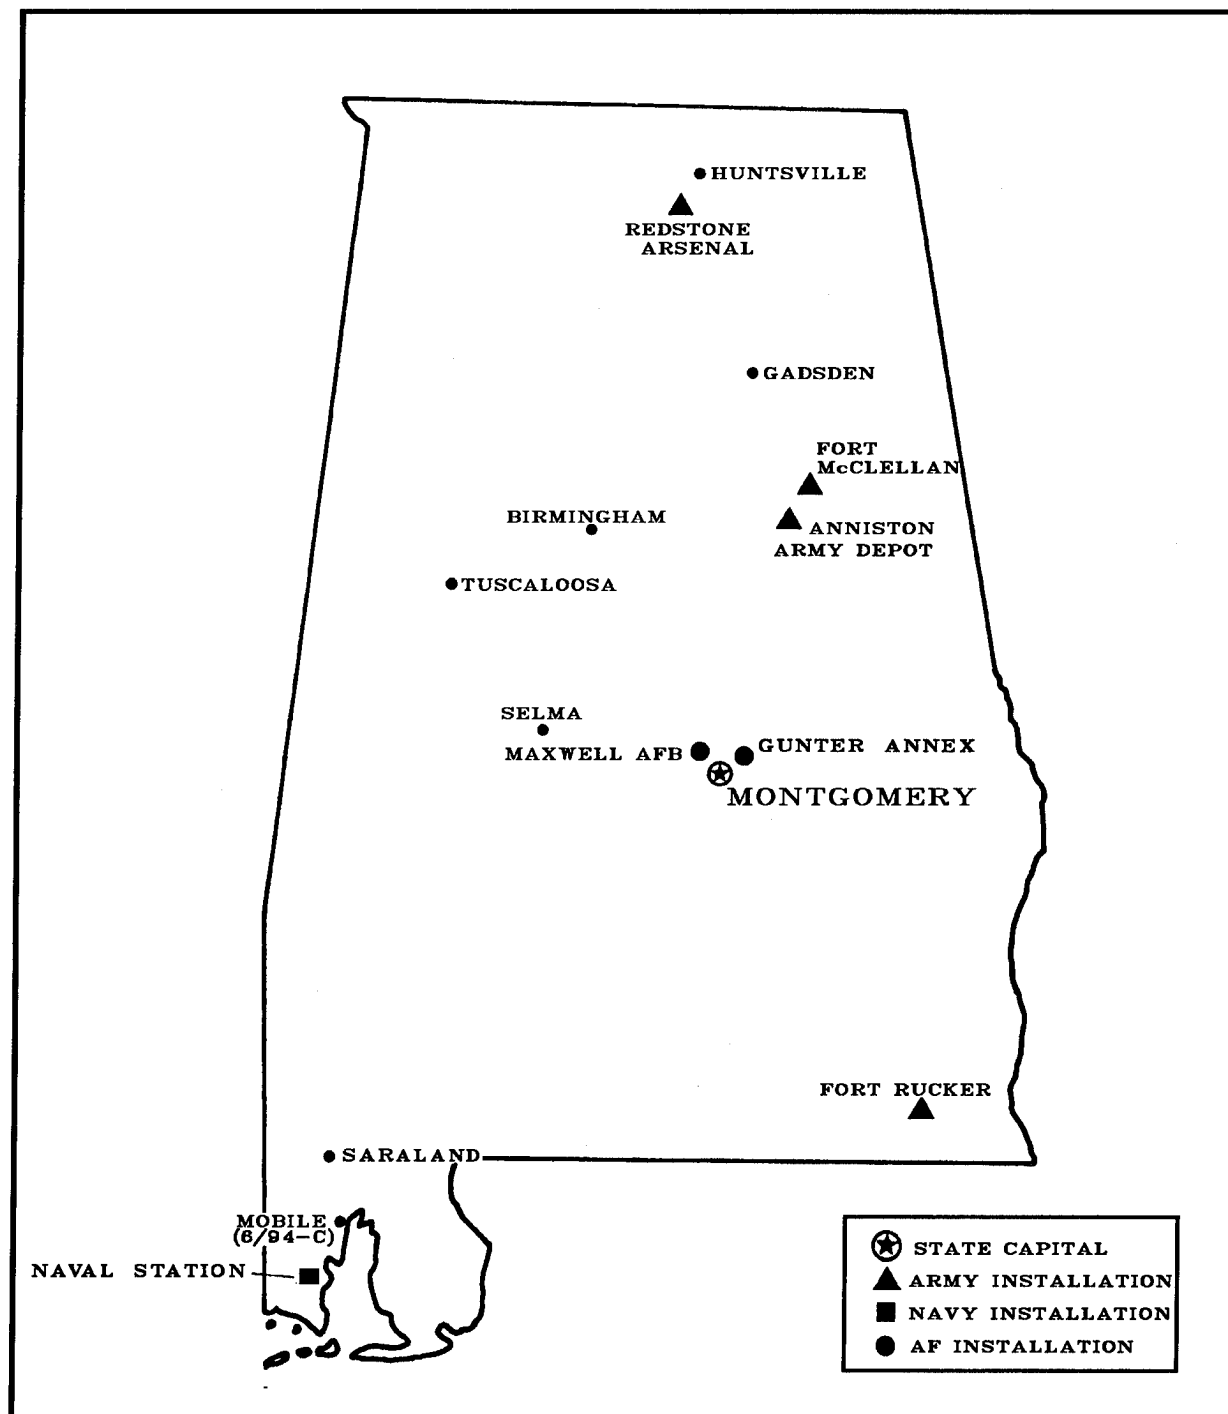 HUNTSVILLE
REDSTONE
ARSENAL
GADSDEN
FORT
McCLELLAN
BIRMINGHAM
ANNISTON
ARMY DEPOT
TUSCALOOSA
SELMA
MAXWELL AFB
GUNTER ANNEX
MONTGOMERY
FORT RUCKER
SARALAND
MOBILE
(6/94-C)
NAVAL STATION
STATE CAPITAL
ARMY INSTALLATION
NAVY INSTALLATION
AF INSTALLATION